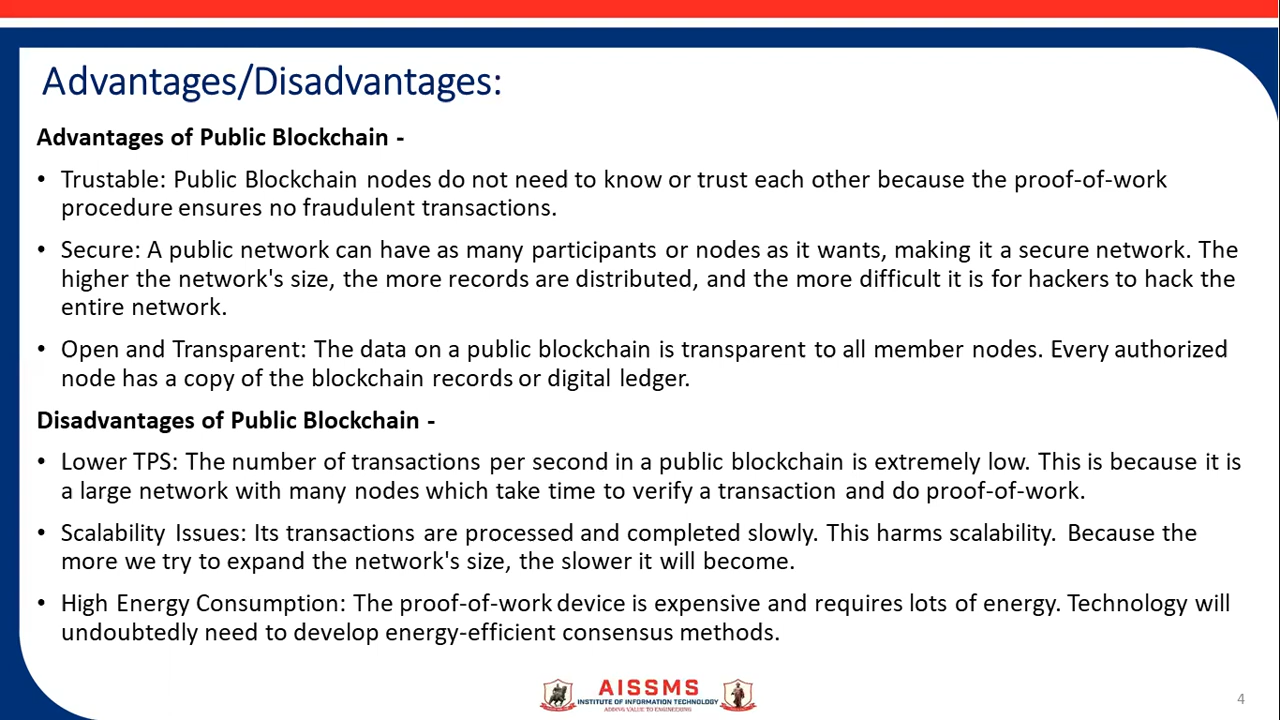 Advantages/Disadvantages:
Advantages of Public Blockchain -
• Trustable: Public Blockchain nodes do not need to know or trust each other because the proof-of-work
procedure ensures no fraudulent transactions.
• Secure: A public network can have as many participants or nodes as it wants, making it a secure network. The
higher the network's size, the more records are distributed, and the more difficult it is for hackers to hack the
entire network.
• Open and Transparent: The data on a public blockchain is transparent to all member nodes. Every authorized
node has a copy of the blockchain records or digital ledger.
Disadvantages of Public Blockchain -
• Lower TPS: The number of transactions per second in a public blockchain is extremely low. This is because it is
a large network with many nodes which take time to verify a transaction and do proof-of-work.
• Scalability Issues: Its transactions are processed and completed slowly. This harms scalability. Because the
more we try to expand the network's size, the slower it will become.
• High Energy Consumption: The proof-of-work device is expensive and requires lots of energy. Technology will
undoubtedly need to develop energy-efficient consensus methods.
AISSMS
INSTITUTE OF INFORMATION TECHNOLOGY
ADDING VALUE TO ENGINEERING
4